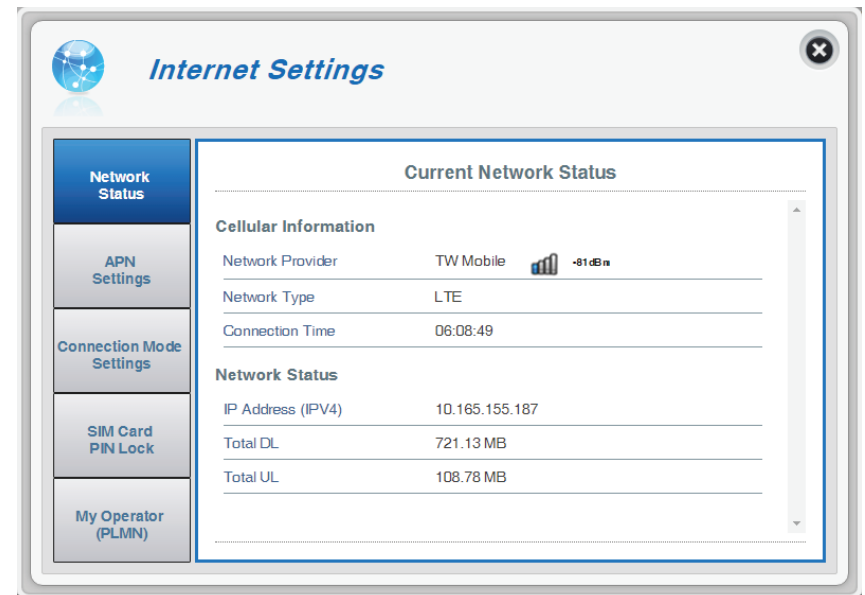 Internet Settings
Network
Status
APN
Settings
Connection Mode
Settings
SIM Card
PIN Lock
My Operator
(PLMN)
Current Network Status
Cellular Information
Network Provider TW Mobile -81 dBm
Network Type LTE
Connection Time 06:08:49
Network Status
IP Address (IPV4) 10.165.155.187
Total DL 721.13 MB
Total UL 108.78 MB